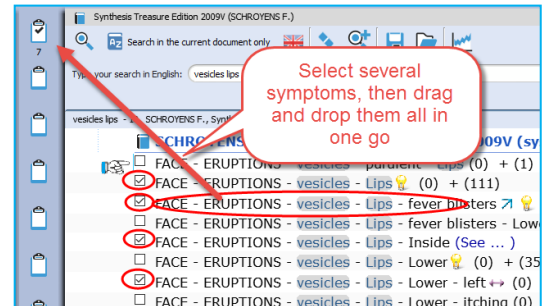 Synthesis Treasure Edition 2009V (SCHROYENS F.)
7
AZ Search in the current document only
your search in English: vesicles lips
Select several
symptoms, then drag
and drop them all in
one go
vesicles lips - SCHROYENS F.,
SCHROYENS 2009V (sy
FACE - ERUPTIONS - vesicles - purulent - Lips (0) + (1)
FACE - ERUPTIONS - vesicles - Lips (0) + (111)
FACE - ERUPTIONS - vesicles - Lips - fever blisters
FACE - ERUPTIONS - vesicles - Lips - fever blisters - Low
FACE - ERUPTIONS - vesicles - Lips - Inside (See ... )
FACE - ERUPTIONS - vesicles - Lips - Lower (0) + (35
FACE - ERUPTIONS - vesicles - Lips - Lower - left ↔ (0)
FACE - ERUPTIONS - vesicles - Lips - Lower - itching (0)